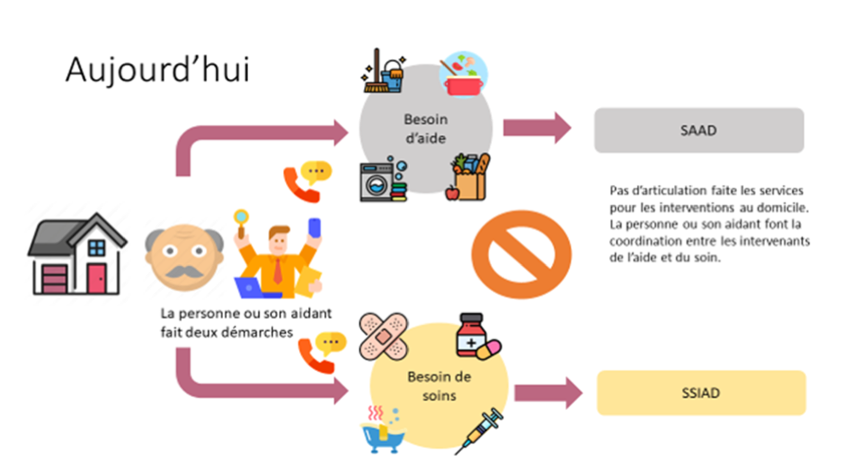 Aujourd'hui
Besoin
d'aide
SAAD
Pas d'articulation faite les services
pour les interventions au domicile.
La personne ou son aidant font la
coordination entre les intervenants
de l'aide et du soin.
La personne ou son aidant
fait deux démarches
Besoin de
soins
SSIAD